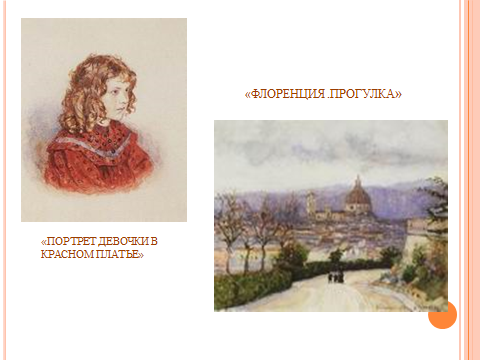 «ФЛОРЕНЦИЯ .ПРОГУЛКА»
«ПОРТРЕТ ДЕВОЧКИ В
КРАСНОМ ПЛАТЬЕ»